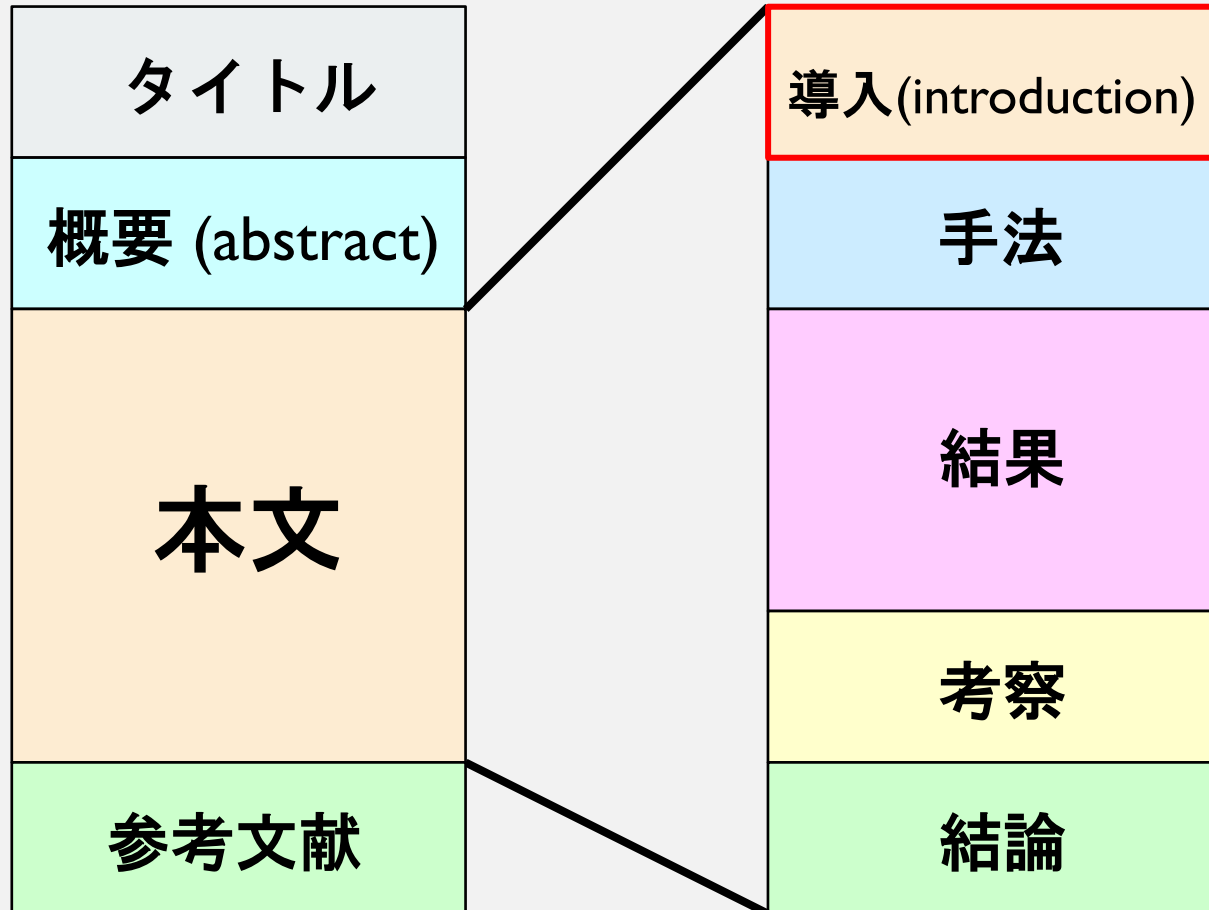 タイトル
概要 (abstract)
本文
参考文献
導入(introduction)
手法
結果
考察
結論